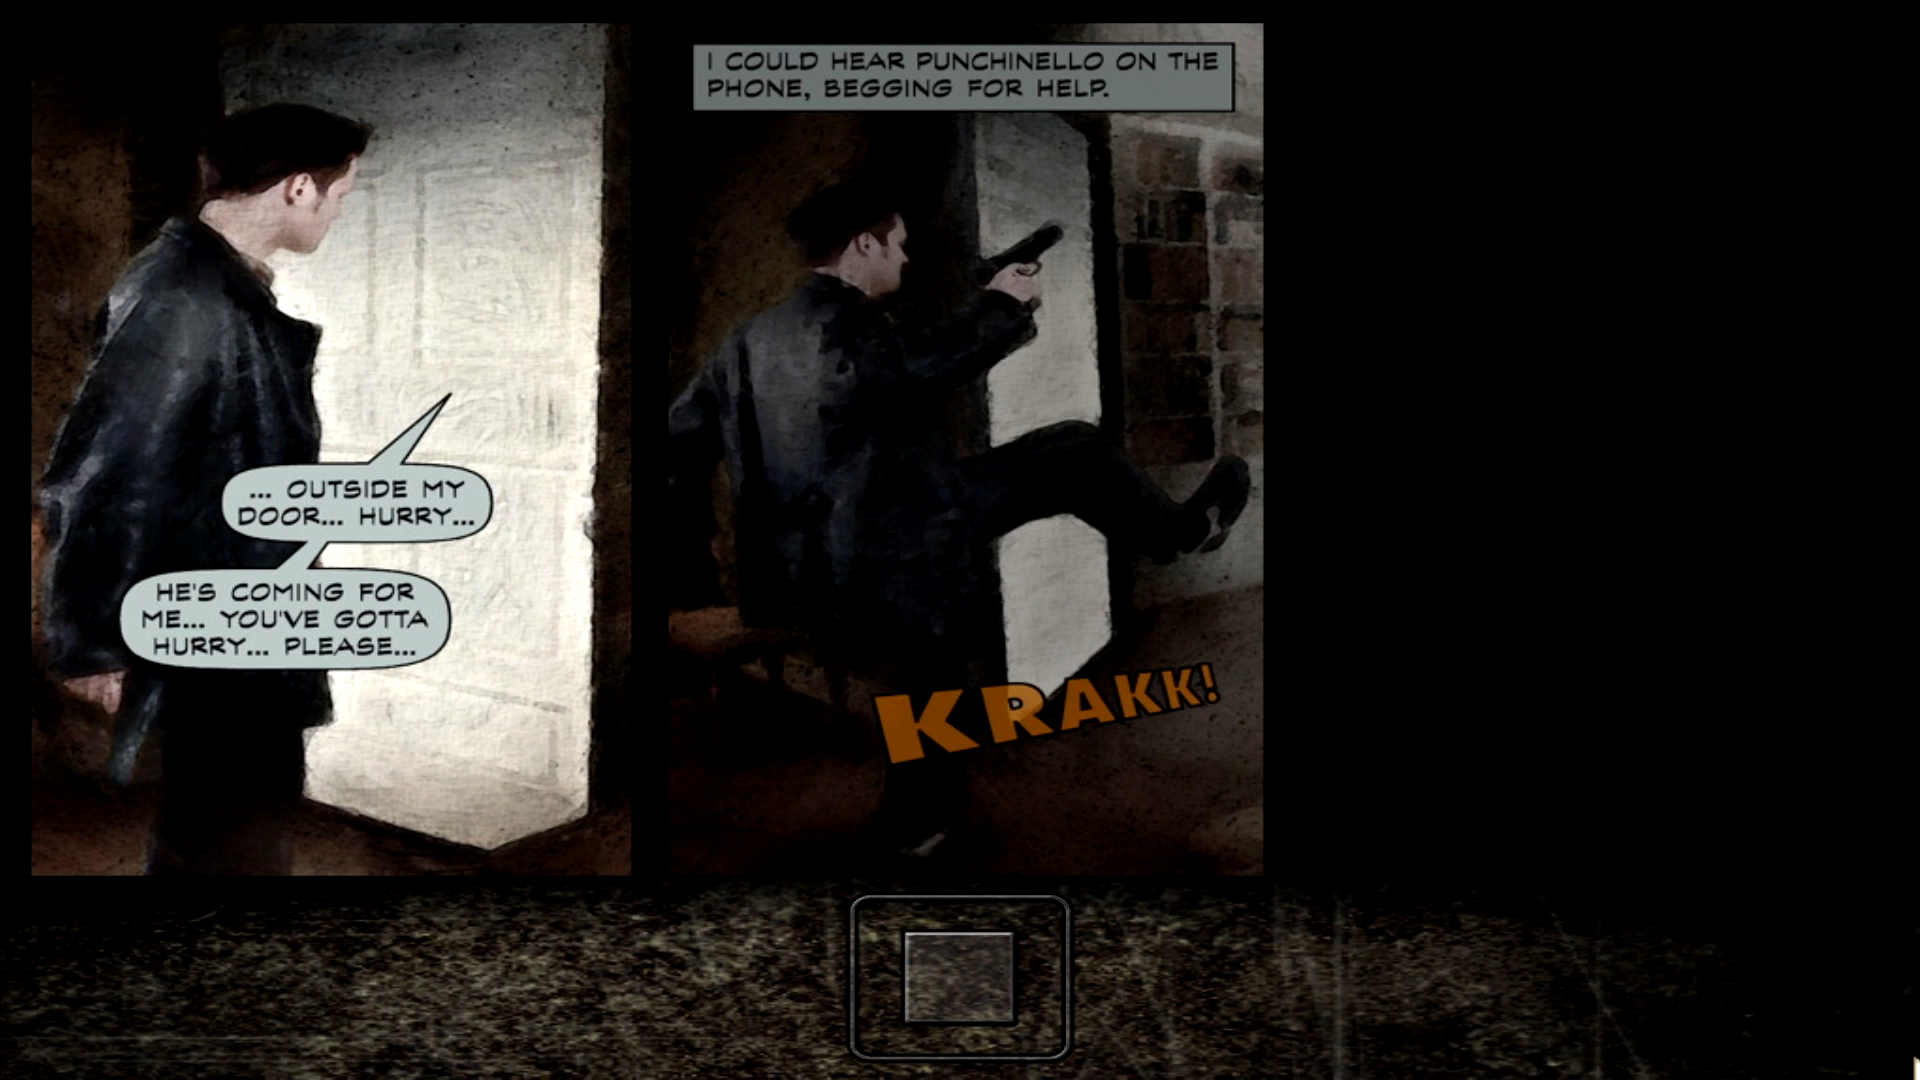 ... OUTSIDE MY
DOOR... HURRY...
HE'S COMING FOR
ME... YOU'VE GOTTA
HURRY... PLEASE...
I COULD HEAR PUNCHINELLO ON THE
PHONE, BEGGING FOR HELP.
KRAKK!